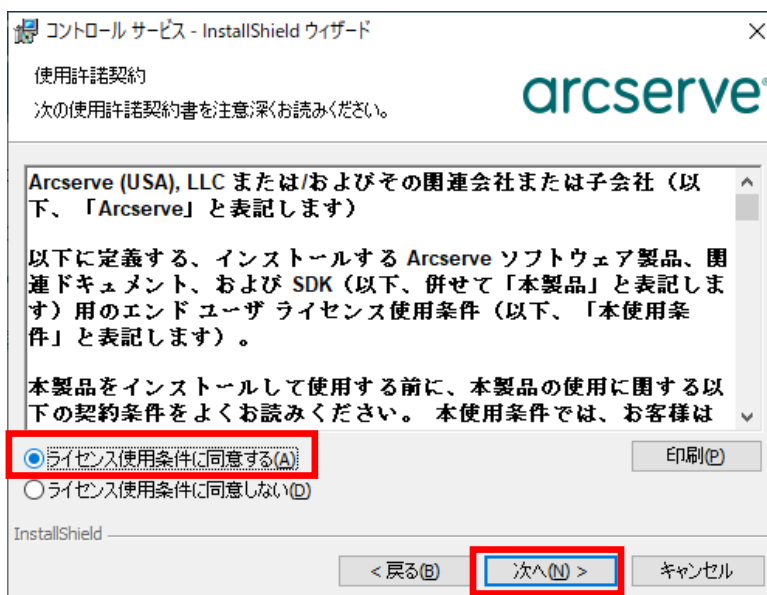 コントロール サービス - InstallShield ウィザード
使用許諾契約
次の使用許諾契約書を注意深くお読みください。
arcserve
Arcserve (USA), LLC または/およびその関連会社または子会社（以
下、「Arcserve」と表記します）
以下に定義する、インストールする Arcserve ソフトウェア製品、関
連ドキュメント、および SDK（以下、併せて「本製品」と表記しま
す）用のエンド ユーザ ライセンス使用条件（以下、「本使用条
件」と表記します）。
本製品をインストールして使用する前に、本製品の使用に関する以
下の契約条件をよくお読みください。 本使用条件では、お客様は
ライセンス使用条件に同意する(A)
印刷(P)
ライセンス使用条件に同意しない(D)
InstallShield
< 戻る(B)
次へ(N) >
キャンセル